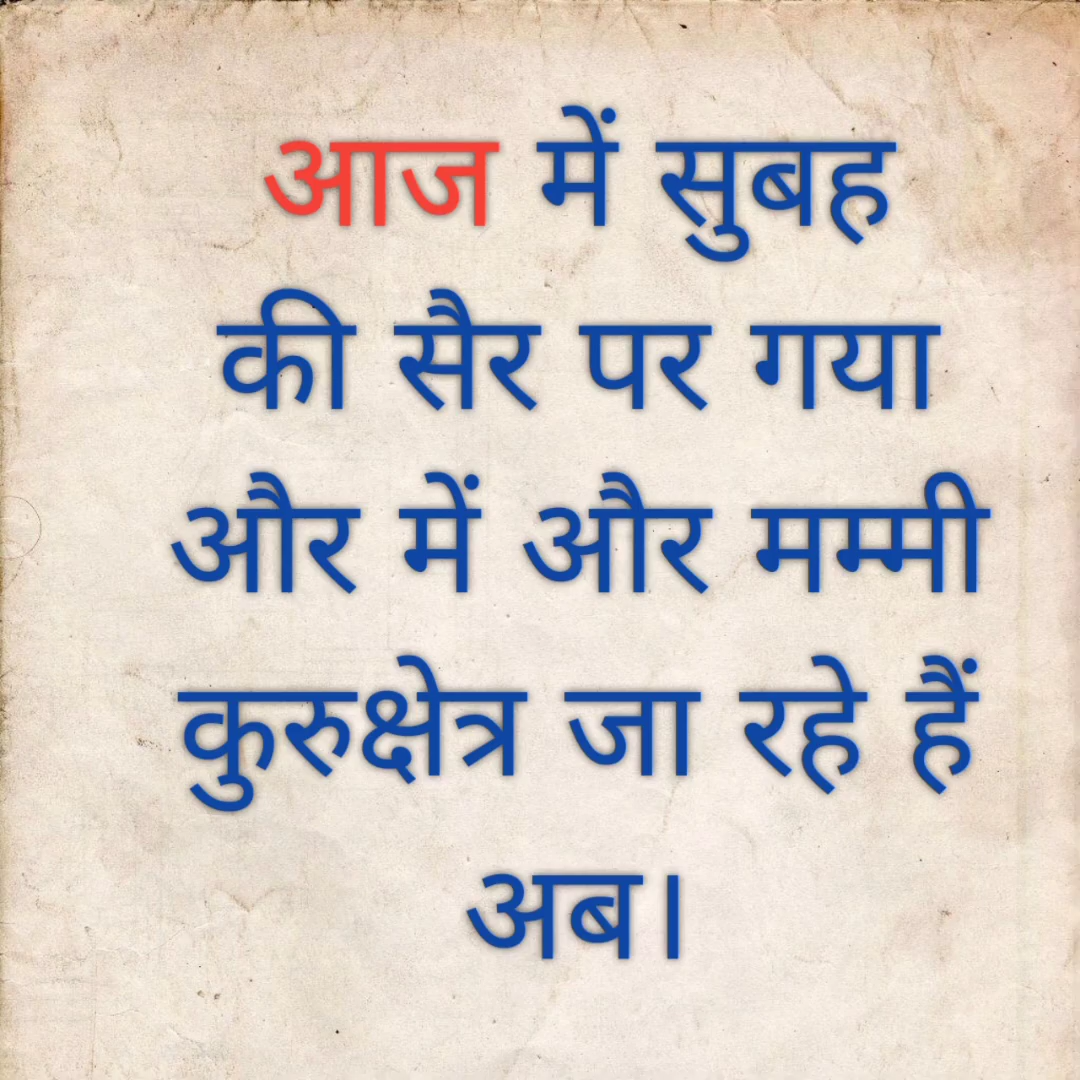 आज में सुबह
की सैर पर गया
और में और मम्मी
कुरुक्षेत्र जा रहे हैं
अब।